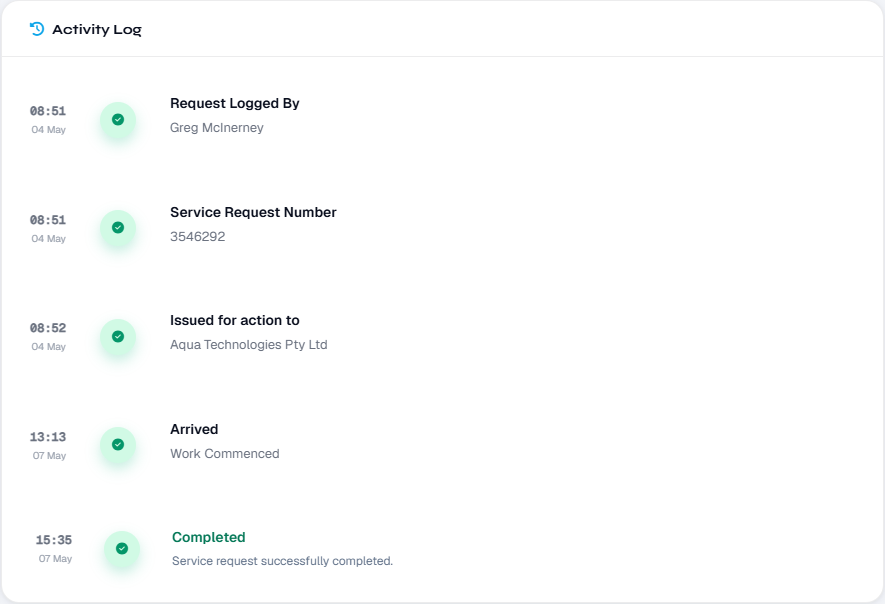 Activity Log
08:51
04 May
Request Logged By
Greg McInerney
08:51
04 May
Service Request Number
3546292
08:52
04 May
Issued for action to
Aqua Technologies Pty Ltd
13:13
07 May
Arrived
Work Commenced
15:35
07 May
Completed
Service request successfully completed.